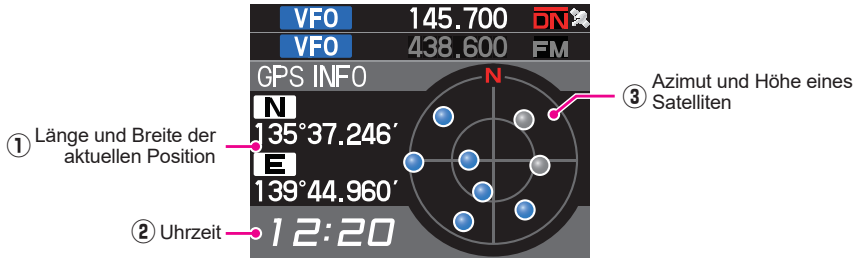 VFO 145.700 DN
VFO 438.600 FM
GPS INFO
N
N
135°37.246′
E
139°44.960′
12:20
① Länge und Breite der
aktuellen Position
② Uhrzeit
③ Azimut und Höhe eines
Satelliten